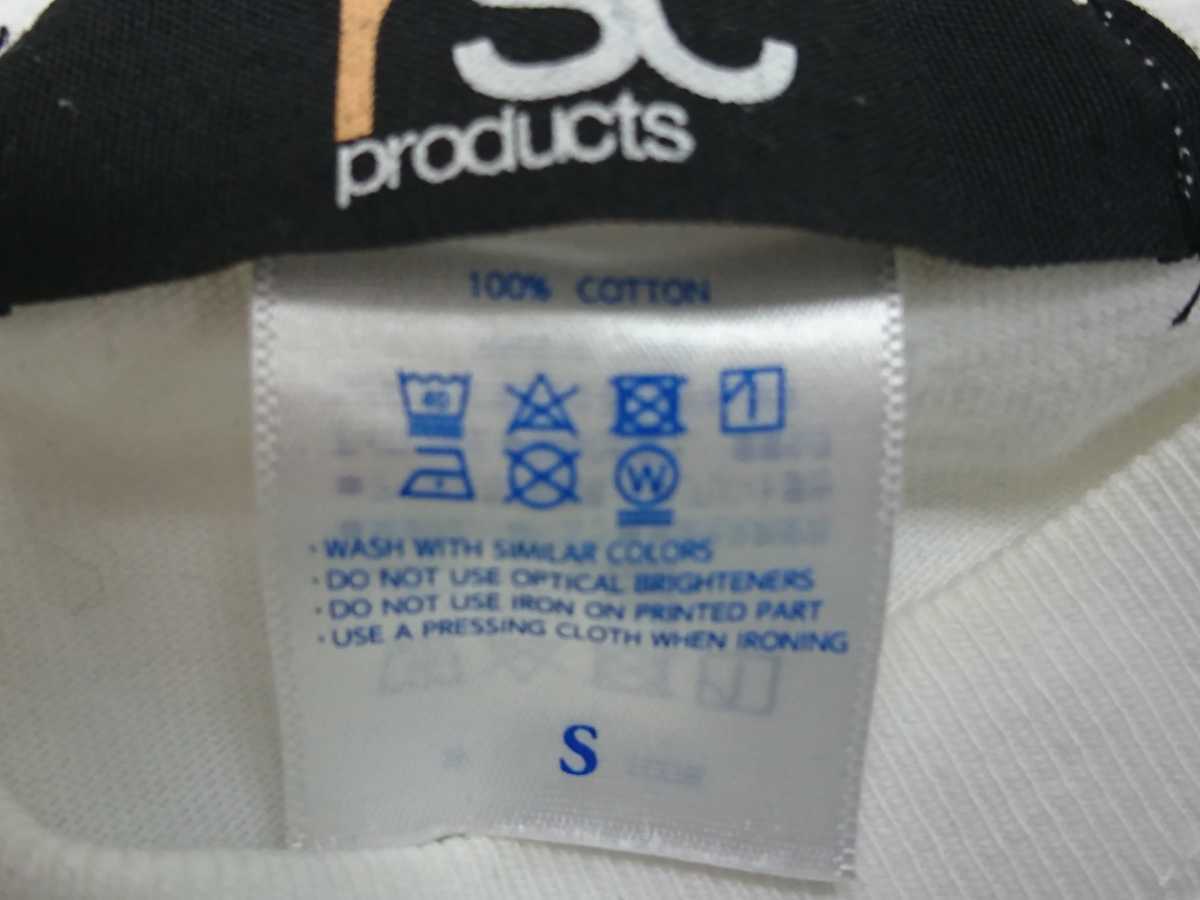 rsc
products
100% COTTON
40
W
· WASH WITH SIMILAR COLORS
· DO NOT USE OPTICAL BRIGHTENERS
· DO NOT USE IRON ON PRINTED PART
· USE A PRESSING CLOTH WHEN IRONING
S